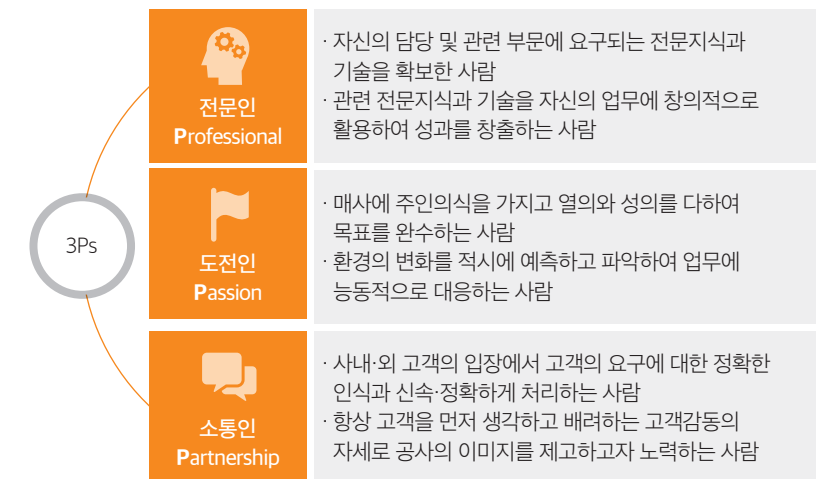 3Ps
전문인
Professional
· 자신의 담당 및 관련 부문에 요구되는 전문지식과
기술을 확보한 사람
· 관련 전문지식과 기술을 자신의 업무에 창의적으로
활용하여 성과를 창출하는 사람
도전인
Passion
· 매사에 주인의식을 가지고 열의와 성의를 다하여
목표를 완수하는 사람
· 환경의 변화를 적시에 예측하고 파악하여 업무에
능동적으로 대응하는 사람
소통인
Partnership
· 사내·외 고객의 입장에서 고객의 요구에 대한 정확한
인식과 신속·정확하게 처리하는 사람
· 항상 고객을 먼저 생각하고 배려하는 고객감동의
자세로 공사의 이미지를 제고하고자 노력하는 사람